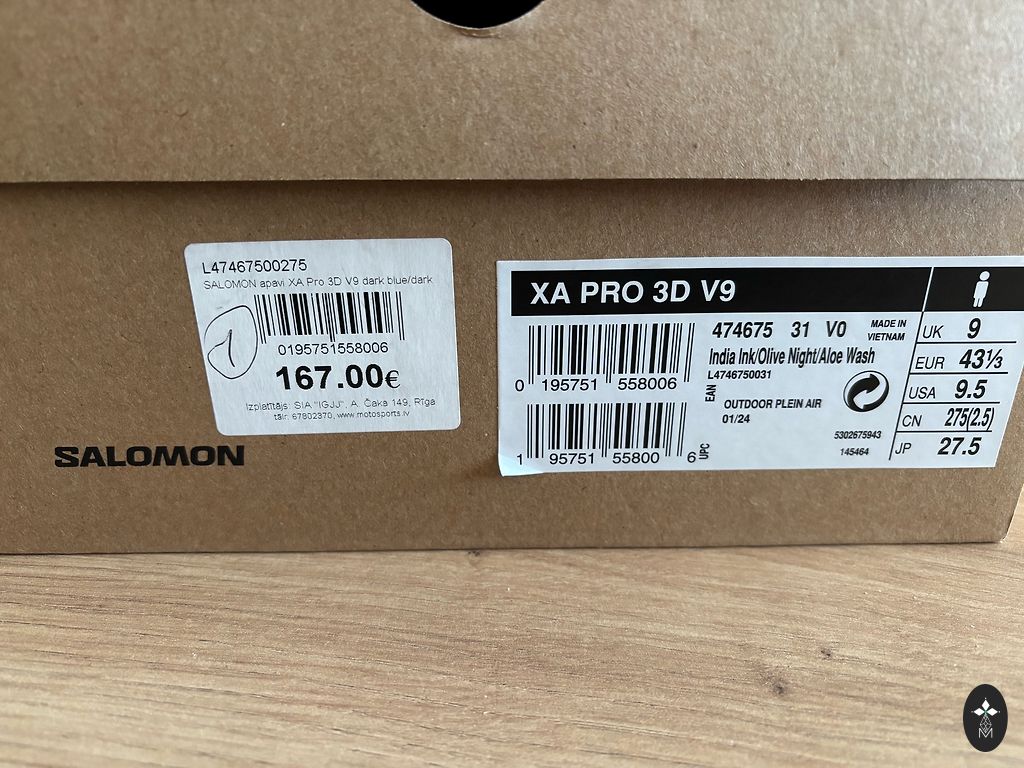 L47467500275
SALOMON apavi XA Pro 3D V9 dark blue/dark
1
0195751558006
167.00€
Izplatītājs: SIA "IGJJ", A. Čaka 149, Rīga
tālr. 67802370, www.motosports.lv
SALOMON
XA PRO 3D V9
474675 31 V0
MADE IN
VIETNAM
India Ink/Olive Night/Aloe Wash
L4746750031
0 195751 558006
EAN
OUTDOOR PLEIN AIR
01/24
5302675943
145464
1 95751 55800 6
UPC
UK 9
EUR 43⅓
USA 9.5
CN 275(2.5)
JP 27.5
M